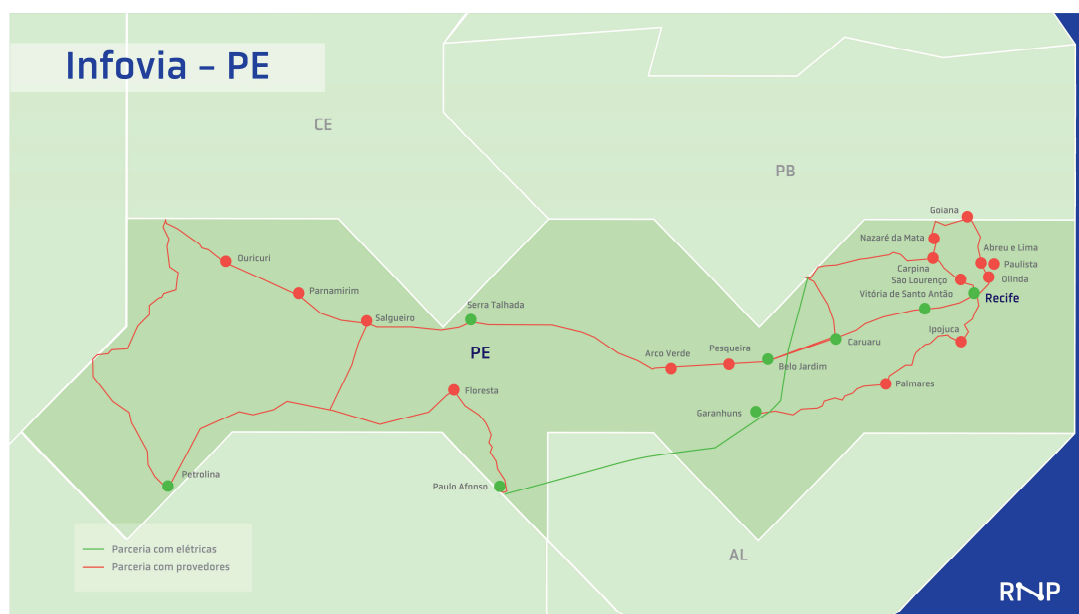 Infovia – PE
CE
PB
Goiana
Nazaré da Mata
Abreu e Lima
Carpina
Paulista
Sao Lourenço
Olinda
Vitória de Santo Antão
Recife
Ouricuri
Parnamirim
Salgueiro
Serra Talhada
PE
Ipojuca
Caruaru
Arco Verde
Pesqueira
Belo Jardim
Floresta
Palmares
Garanhuns
Petrolina
Paulo Afonso
Parceria com elétricas
Parceria com provedores
AL
RNP